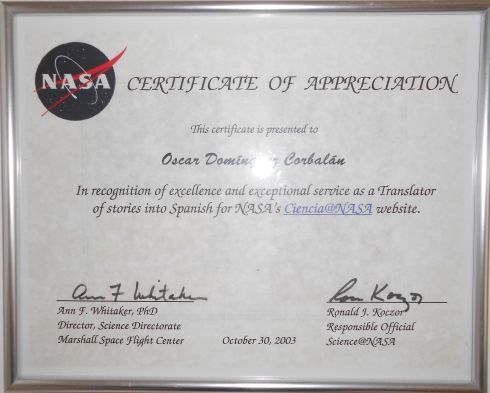 NASA
CERTIFICATE OF APPRECIATION
This certificate is presented to
Oscar Domínguez Corbalán
In recognition of excellence and exceptional service as a Translator
of stories into Spanish for NASA's Ciencia@NASA website.
Ann F Whitaker
Ann F. Whitaker, PhD
Director, Science Directorate
Marshall Space Flight Center
October 30, 2003
Ron Koczor
Ronald J. Koczor
Responsible Official
Science@NASA